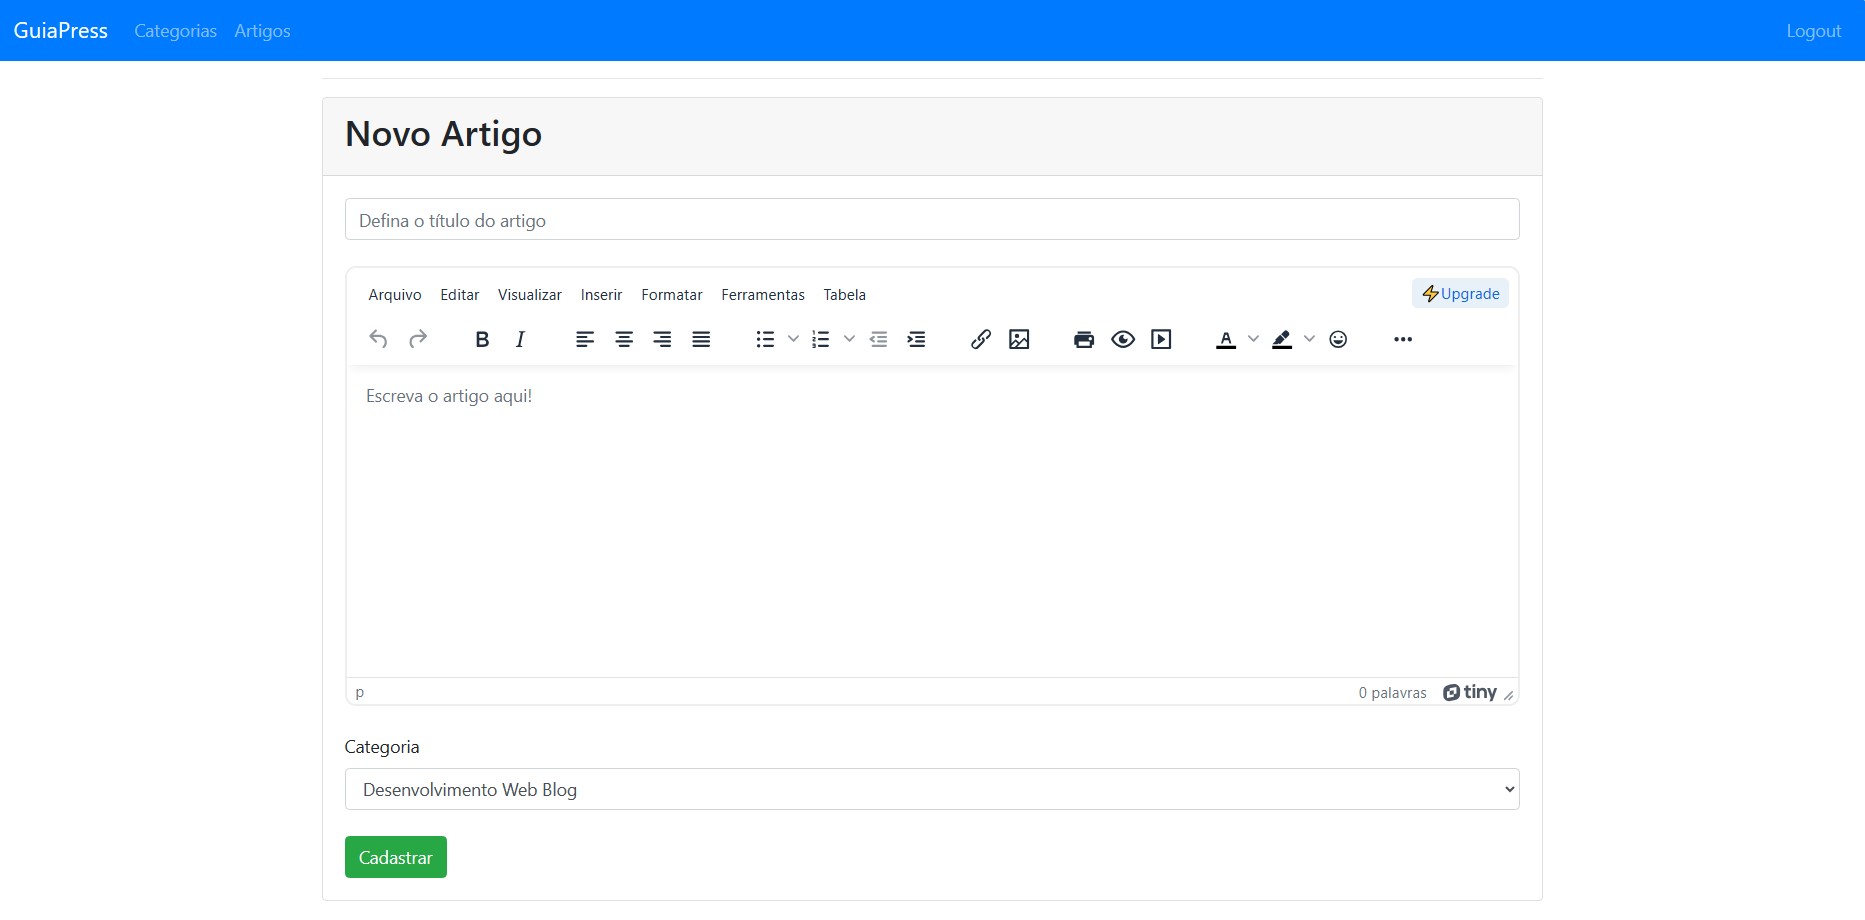 GuiaPress Categorias Artigos Logout
Novo Artigo
Defina o título do artigo
Arquivo Editar Visualizar Inserir Formatar Ferramentas Tabela ⚡Upgrade
B I A
Escreva o artigo aqui!
p 0 palavras tiny
Categoria
Desenvolvimento Web Blog
Cadastrar